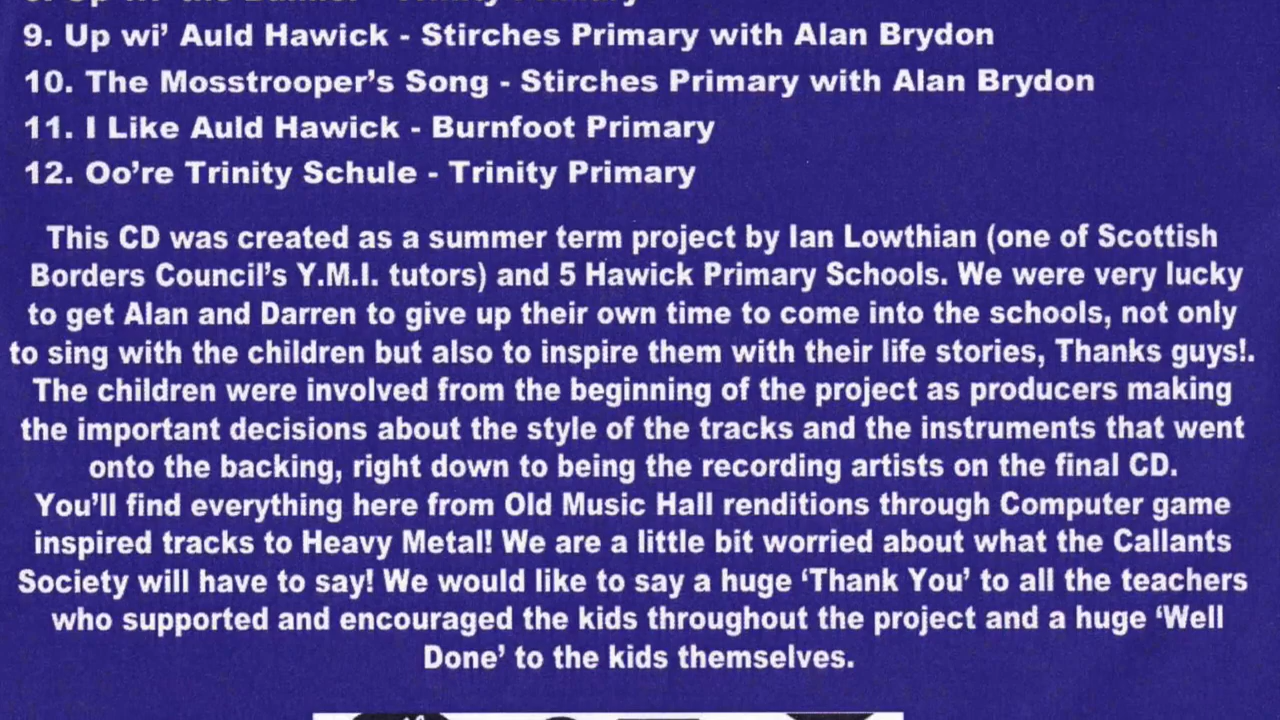 9. Up wi’ Auld Hawick - Stirches Primary with Alan Brydon
10. The Mosstrooper’s Song - Stirches Primary with Alan Brydon
11. I Like Auld Hawick - Burnfoot Primary
12. Oo’re Trinity Schule - Trinity Primary
This CD was created as a summer term project by Ian Lowthian (one of Scottish
Borders Council’s Y.M.I. tutors) and 5 Hawick Primary Schools. We were very lucky
to get Alan and Darren to give up their own time to come into the schools, not only
to sing with the children but also to inspire them with their life stories, Thanks guys!.
The children were involved from the beginning of the project as producers making
the important decisions about the style of the tracks and the instruments that went
onto the backing, right down to being the recording artists on the final CD.
You’ll find everything here from Old Music Hall renditions through Computer game
inspired tracks to Heavy Metal! We are a little bit worried about what the Callants
Society will have to say! We would like to say a huge ‘Thank You’ to all the teachers
who supported and encouraged the kids throughout the project and a huge ‘Well
Done’ to the kids themselves.